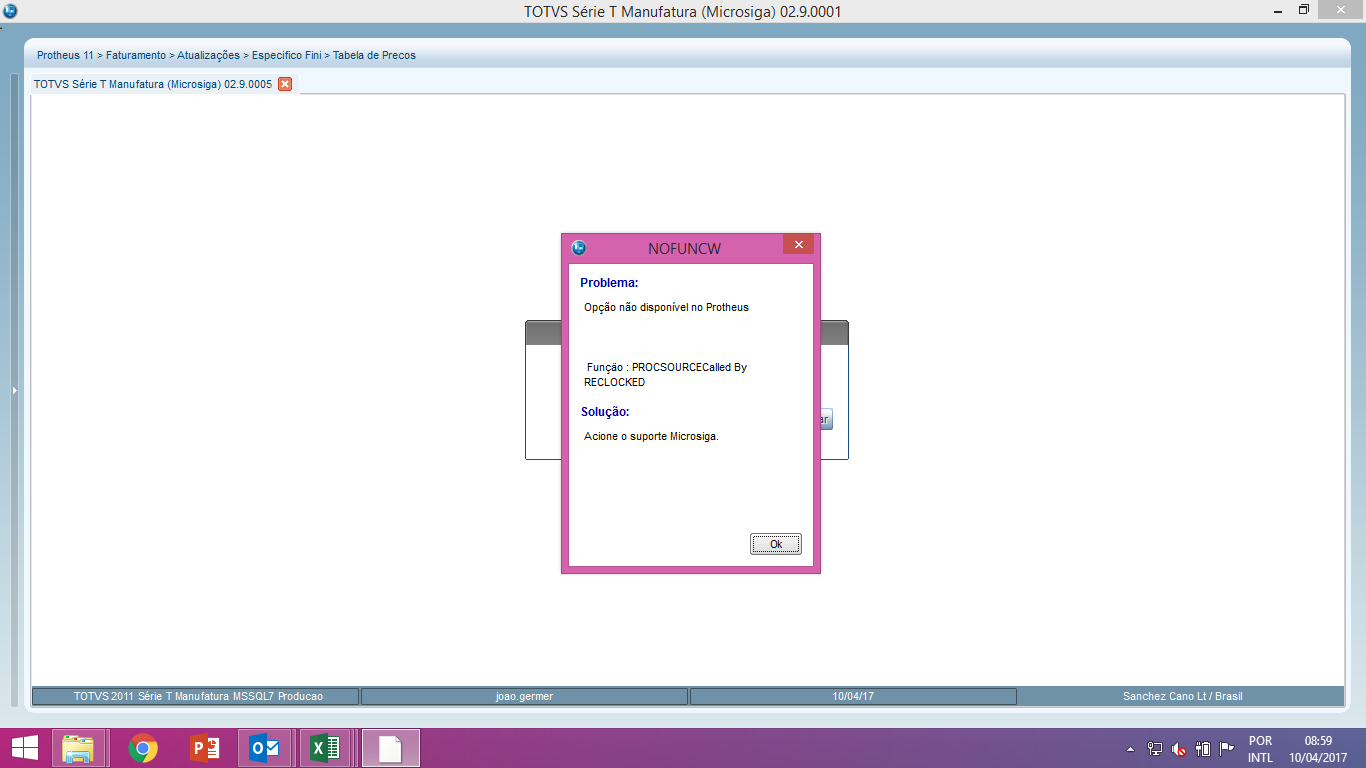 TOTVS Série T Manufatura (Microsiga) 02.9.0001
Protheus 11 > Faturamento > Atualizações > Especifico Fini > Tabela de Precos
TOTVS Série T Manufatura (Microsiga) 02.9.0005
NOFUNCW
Problema:
Opção não disponível no Protheus
Função : PROCSOURCECalled By
RECLOCKED
Solução:
ar
Acione o suporte Microsiga.
Ok
TOTVS 2011 Série T Manufatura MSSQL7 Producao joao.germer 10/04/17 Sanchez Cano Lt / Brasil
POR 08:59
INTL 10/04/2017